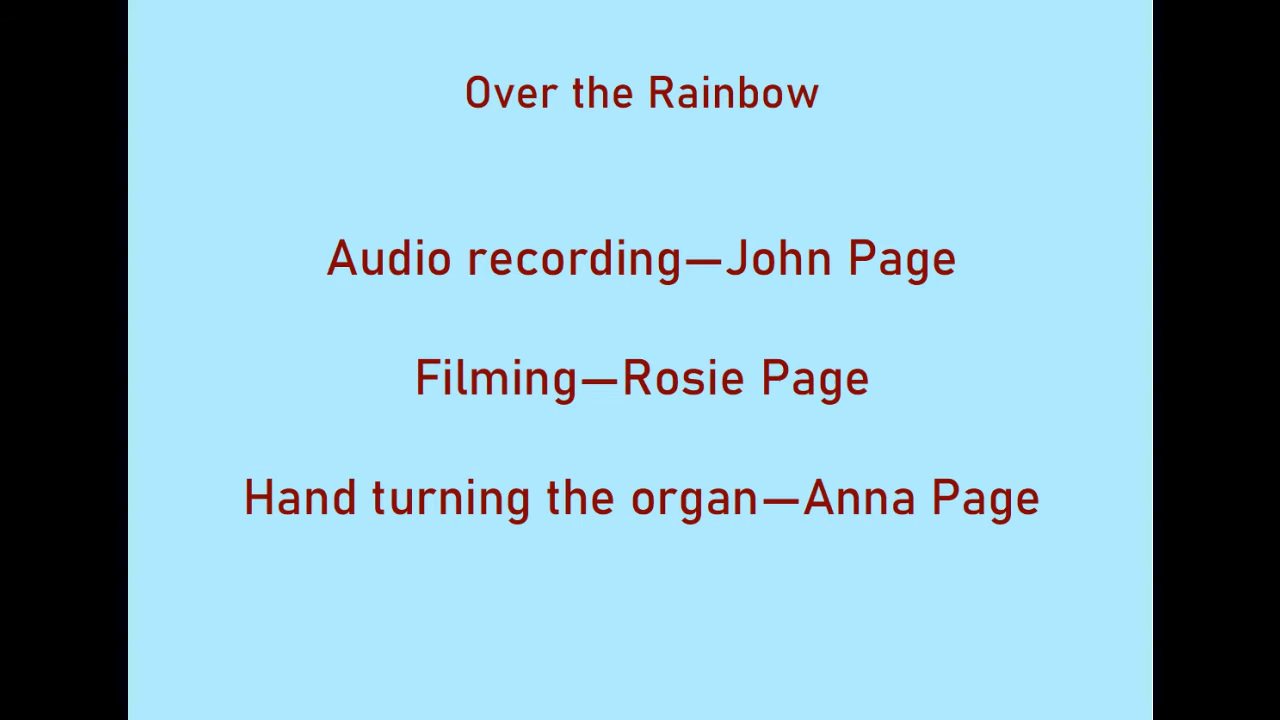 Over the Rainbow
Audio recording—John Page
Filming—Rosie Page
Hand turning the organ—Anna Page